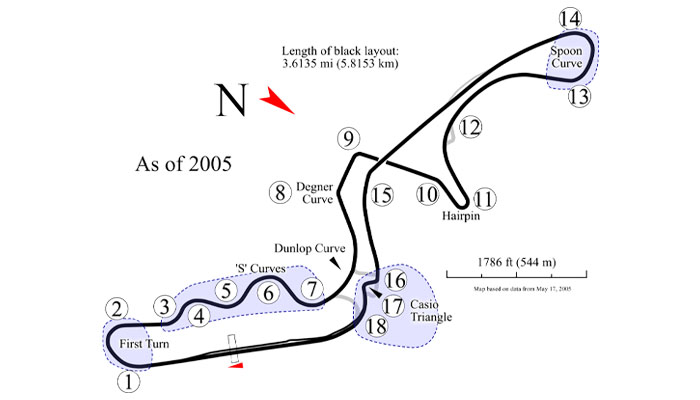 14
Length of black layout:
3.6135 mi (5.8153 km)
Spoon
Curve
13
N
12
9
As of 2005
8
Degner
Curve
15
10
11
Hairpin
Dunlop Curve
1786 ft (544 m)
Map based on data from May 17, 2005
'S' Curves
16
7
6
5
4
3
2
17
Casio
Triangle
18
First Turn
1